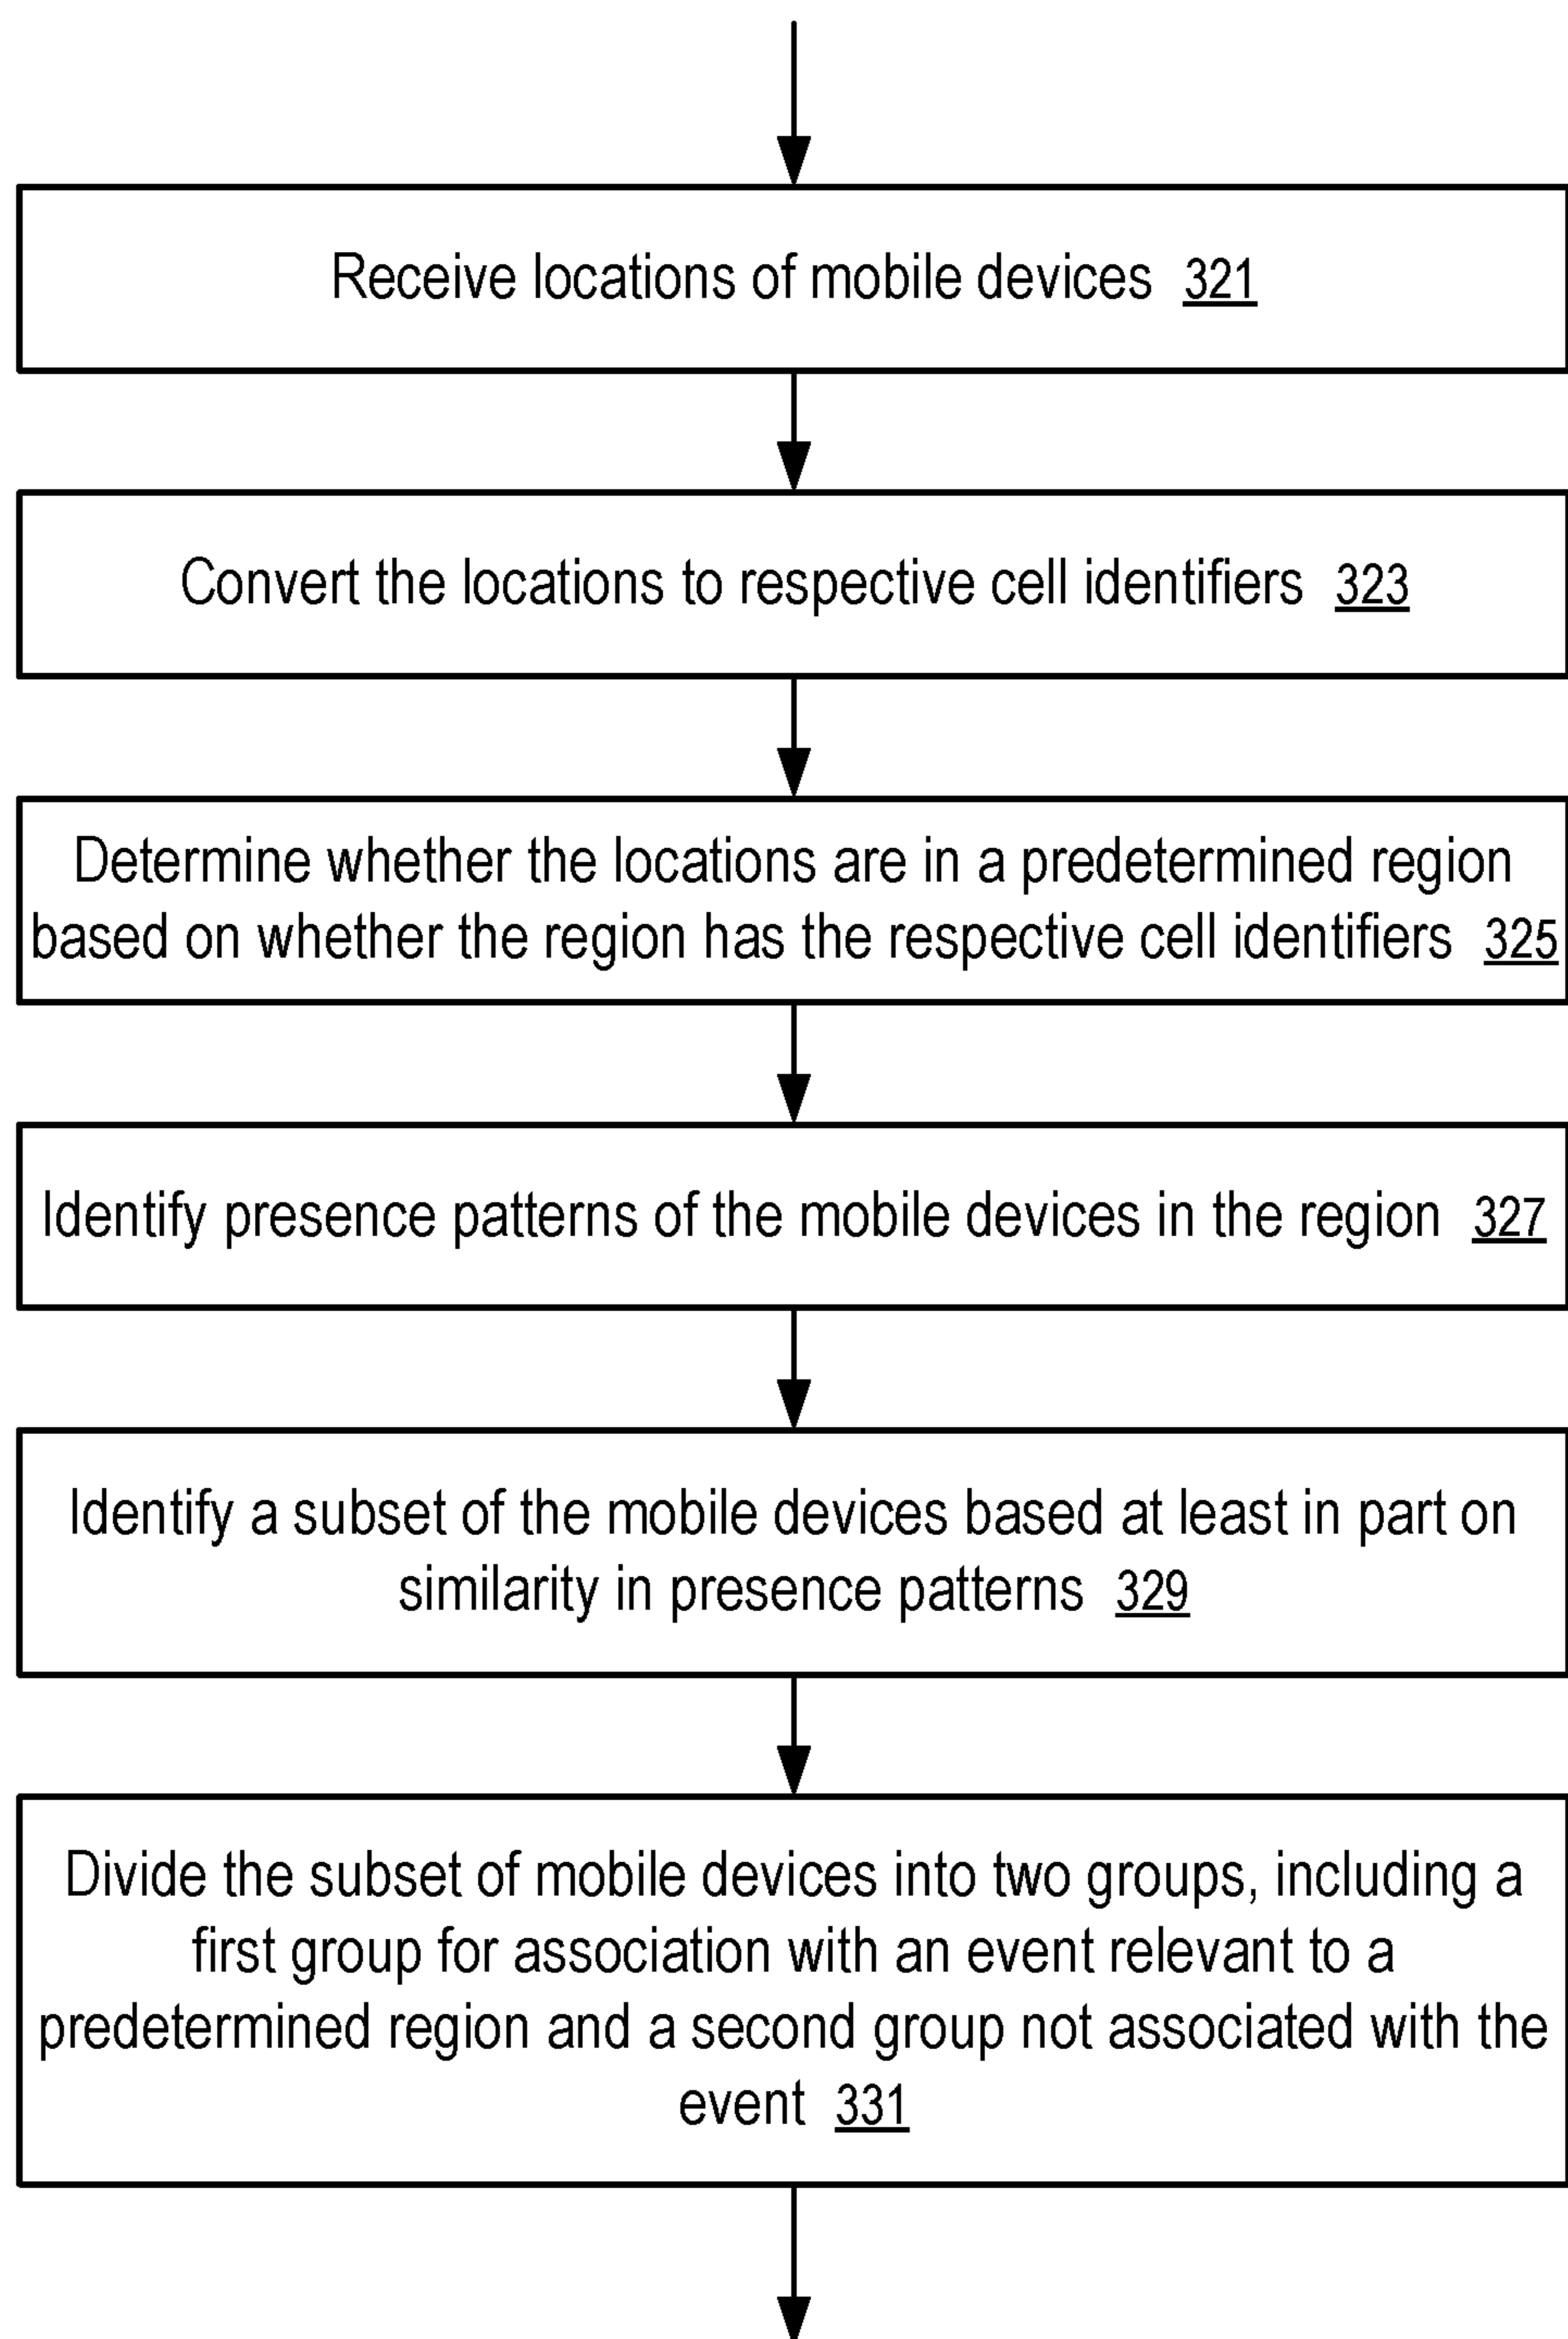 Receive locations of mobile devices 321
Convert the locations to respective cell identifiers 323
Determine whether the locations are in a predetermined region
based on whether the region has the respective cell identifiers 325
Identify presence patterns of the mobile devices in the region 327
Identify a subset of the mobile devices based at least in part on
similarity in presence patterns 329
Divide the subset of mobile devices into two groups, including a
first group for association with an event relevant to a
predetermined region and a second group not associated with the
event 331